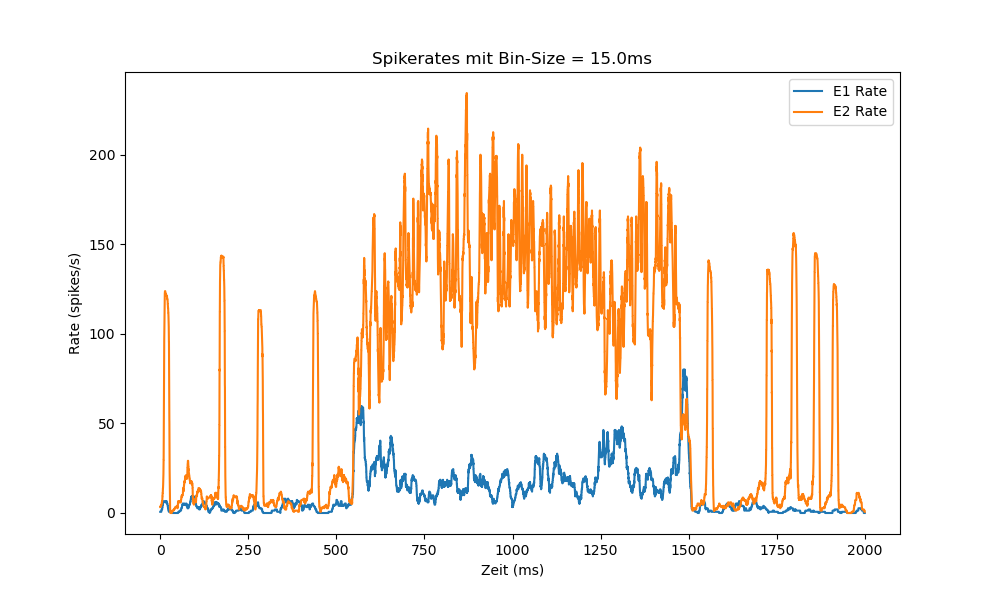 Spikerates mit Bin-Size = 15.0ms
E1 Rate
E2 Rate
Rate (spikes/s)
200
150
100
50
0
0 250 500 750 1000 1250 1500 1750 2000
Zeit (ms)